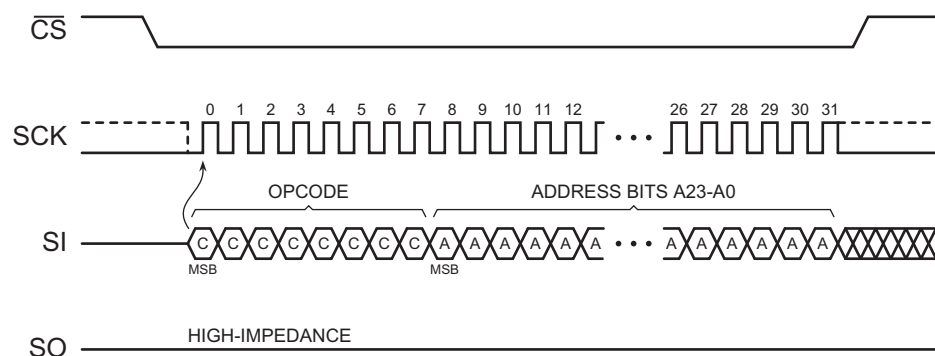 CS
0 1 2 3 4 5 6 7 8 9 10 11 12 26 27 28 29 30 31
SCK
OPCODE ADDRESS BITS A23-A0
SI C C C C C C C C A A A A A A A A A A A A
MSB MSB
HIGH-IMPEDANCE
SO